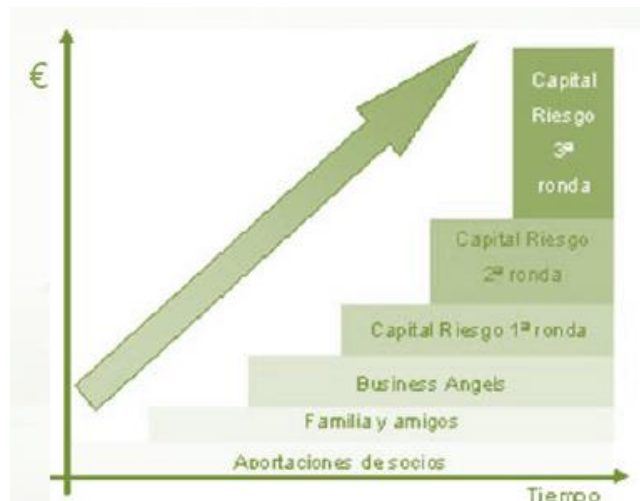 €
Capital
Riesgo
3ª
ronda
Capital Riesgo
2ª ronda
Capital Riesgo 1ª ronda
Business Angels
Familia y amigos
Aportaciones de socios
Tiempo